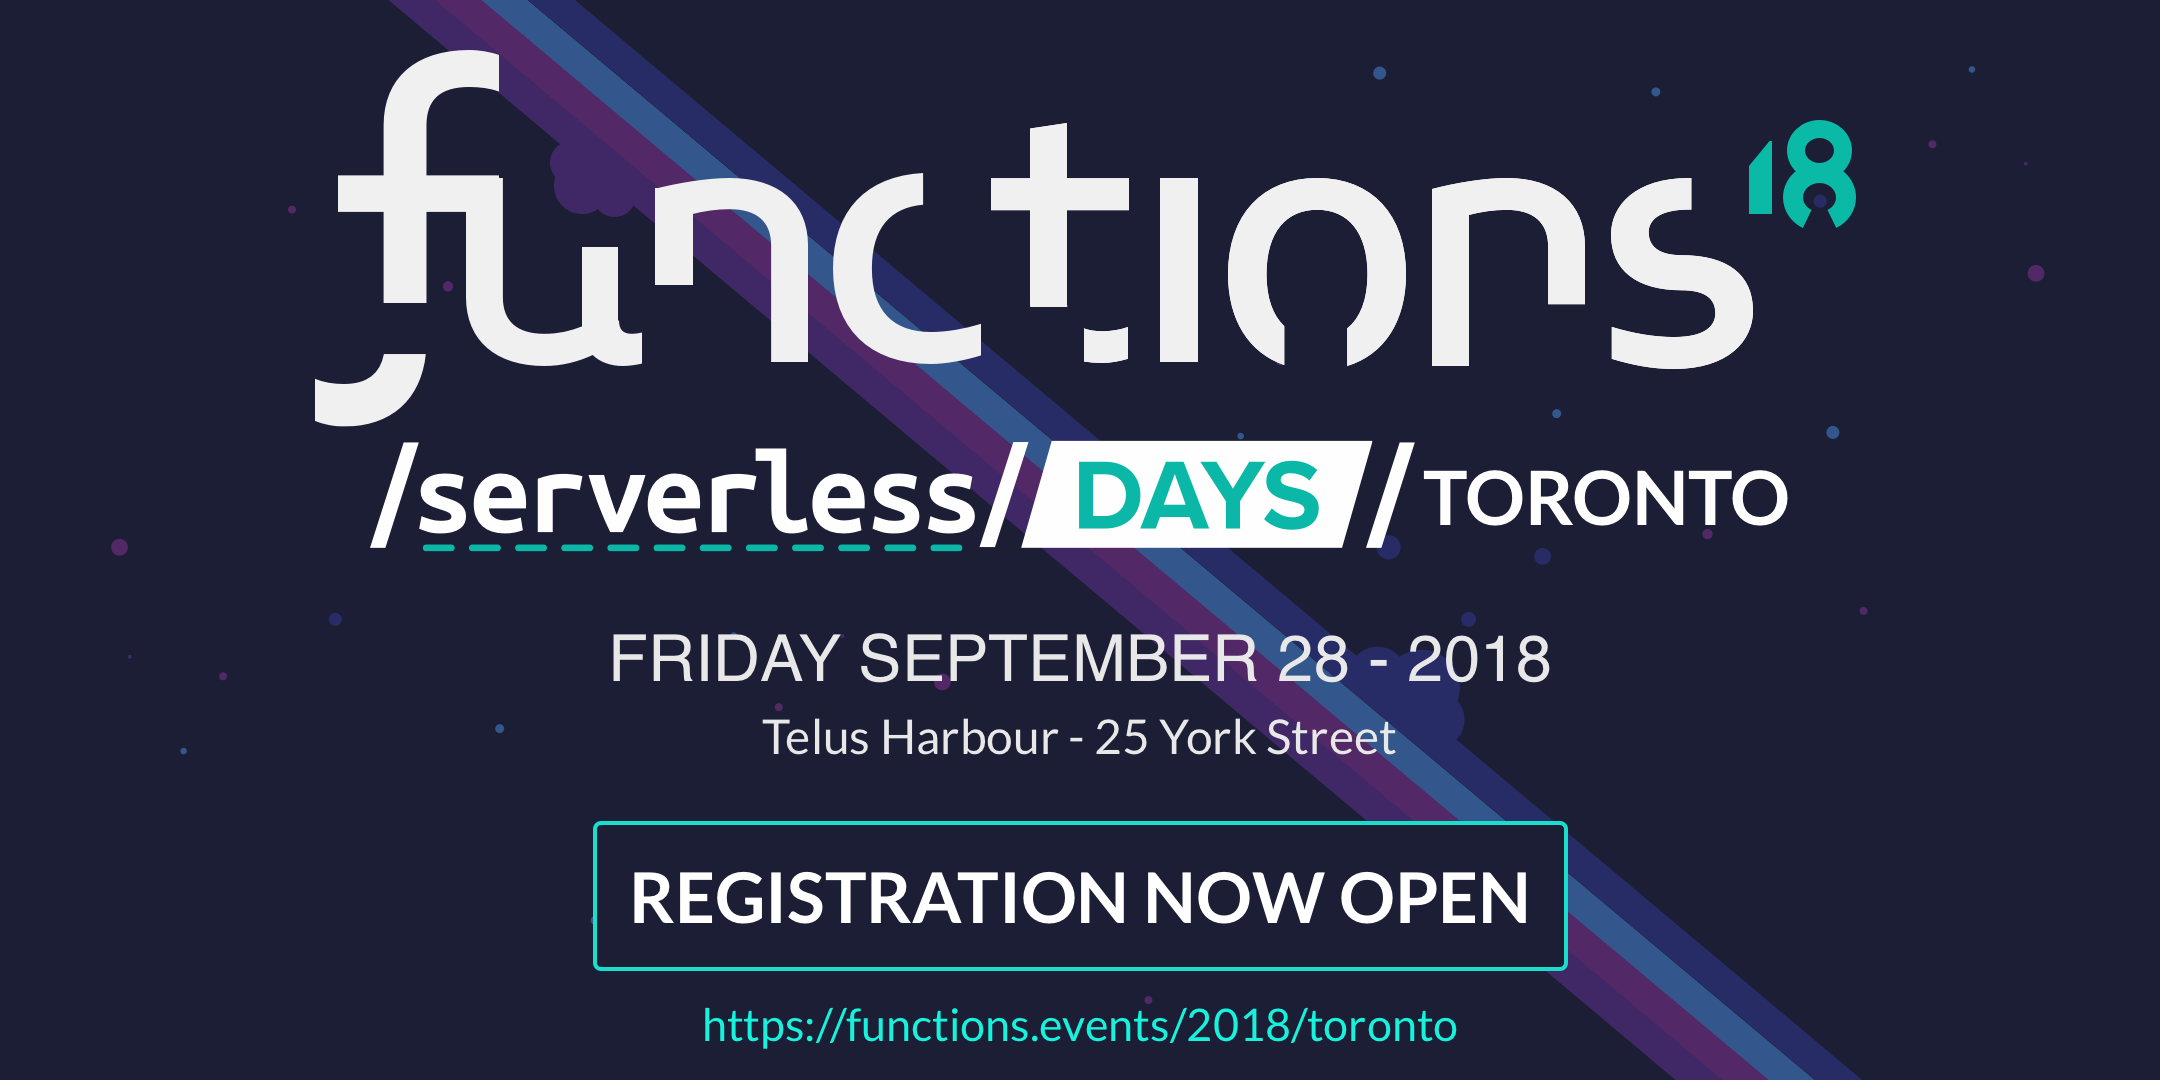 functions18
/serverless/DAYS//TORONTO
FRIDAY SEPTEMBER 28 - 2018
Telus Harbour - 25 York Street
REGISTRATION NOW OPEN
https://functions.events/2018/toronto